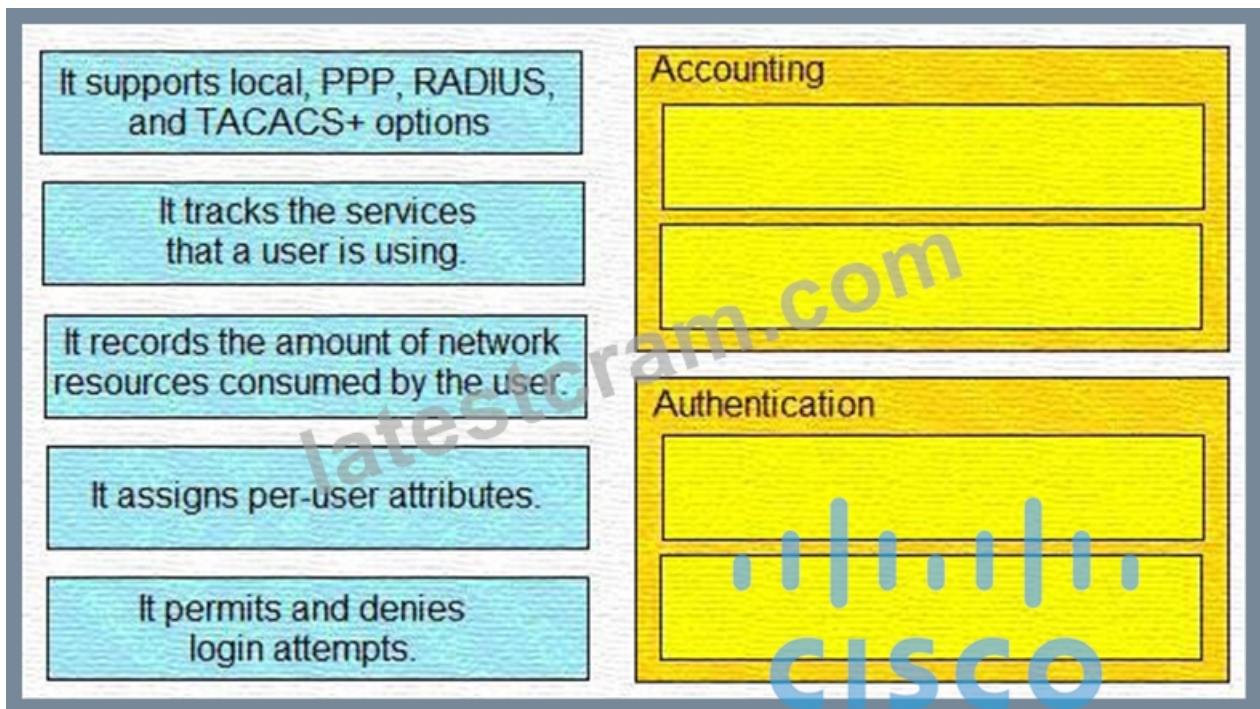 It supports local, PPP, RADIUS,
and TACACS+ options
It tracks the services
that a user is using.
It records the amount of network
resources consumed by the user.
It assigns per-user attributes.
It permits and denies
login attempts.
Accounting
Authentication
latestcram.com
CISCO